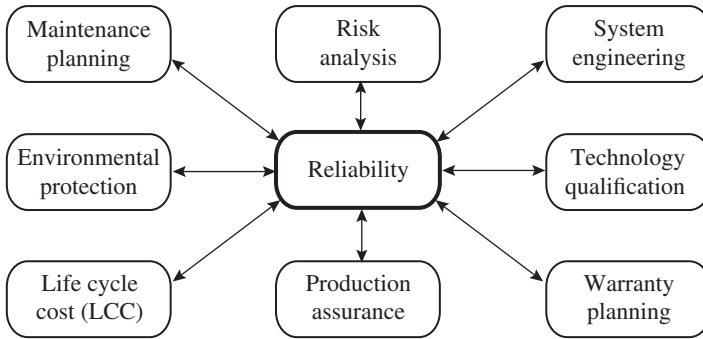 Maintenance
planning
Risk
analysis
System
engineering
Environmental
protection
Reliability
Technology
qualification
Life cycle
cost (LCC)
Production
assurance
Warranty
planning